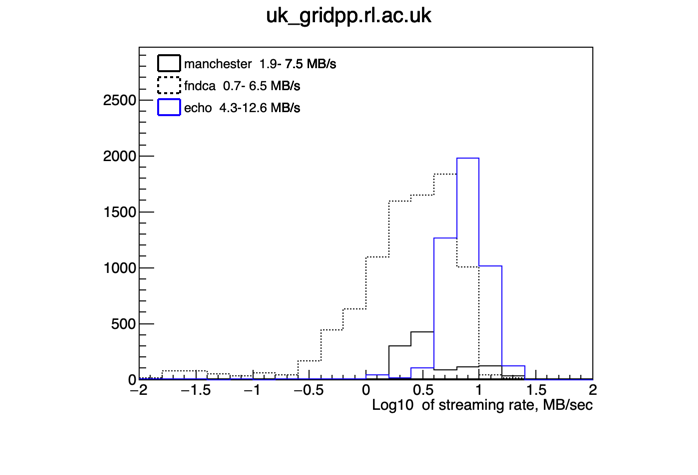 uk_gridpp.rl.ac.uk
manchester 1.9- 7.5 MB/s
fndca 0.7- 6.5 MB/s
echo 4.3-12.6 MB/s
2500
2000
1500
1000
500
0
−2 −1.5 −1 −0.5 0 0.5 1 1.5 2
Log10 of streaming rate, MB/sec